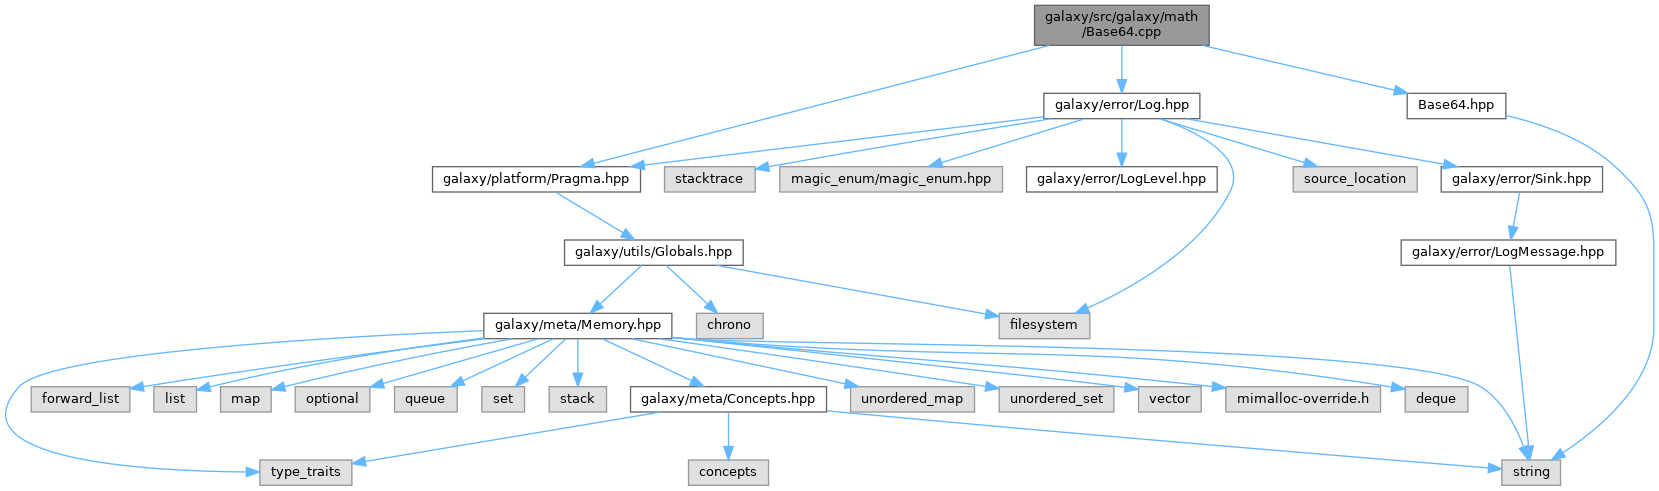 galaxy/src/galaxy/math
/Base64.cpp
galaxy/error/Log.hpp
Base64.hpp
galaxy/platform/Pragma.hpp
stacktrace
magic_enum/magic_enum.hpp
galaxy/error/LogLevel.hpp
source_location
galaxy/error/Sink.hpp
galaxy/utils/Globals.hpp
galaxy/error/LogMessage.hpp
galaxy/meta/Memory.hpp
chrono
filesystem
forward_list
list
map
optional
queue
set
stack
galaxy/meta/Concepts.hpp
unordered_map
unordered_set
vector
mimalloc-override.h
deque
type_traits
concepts
string